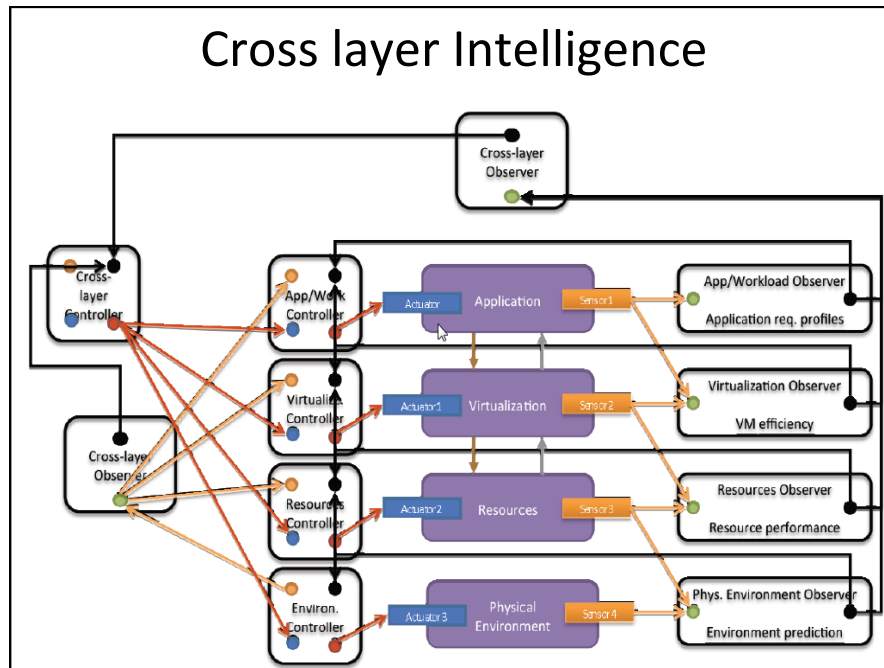 Cross layer Intelligence
Cross-layer
Observer
Cross-
layer
Controller
Cross-layer
Observer
App/Work
Controller
Actuator
Application
Sensor1
App/Workload Observer
Application req. profiles
Virtualiz.
Controller
Actuator1
Virtualization
Sensor2
Virtualization Observer
VM efficiency
Resources
Controller
Actuator2
Resources
Sensor3
Resources Observer
Resource performance
Environ.
Controller
Actuator3
Physical
Environment
Sensor4
Phys. Environment Observer
Environment prediction